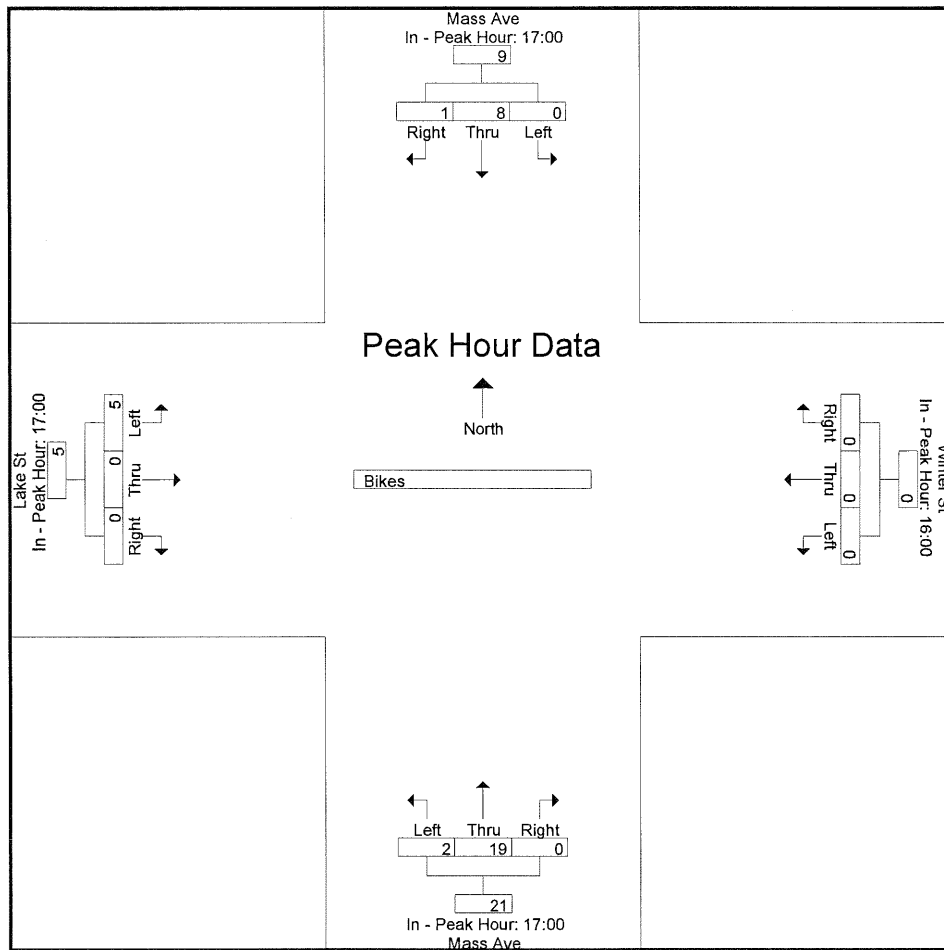 Mass Ave
In - Peak Hour: 17:00
9
1 8 0
Right Thru Left
Peak Hour Data
North
Bikes
Lake St
In - Peak Hour: 17:00
5
5 0 0
Left Thru Right
Winter St
In - Peak Hour: 16:00
0
0 0 0
Right Thru Left
Left Thru Right
2 19 0
21
In - Peak Hour: 17:00
Mass Ave